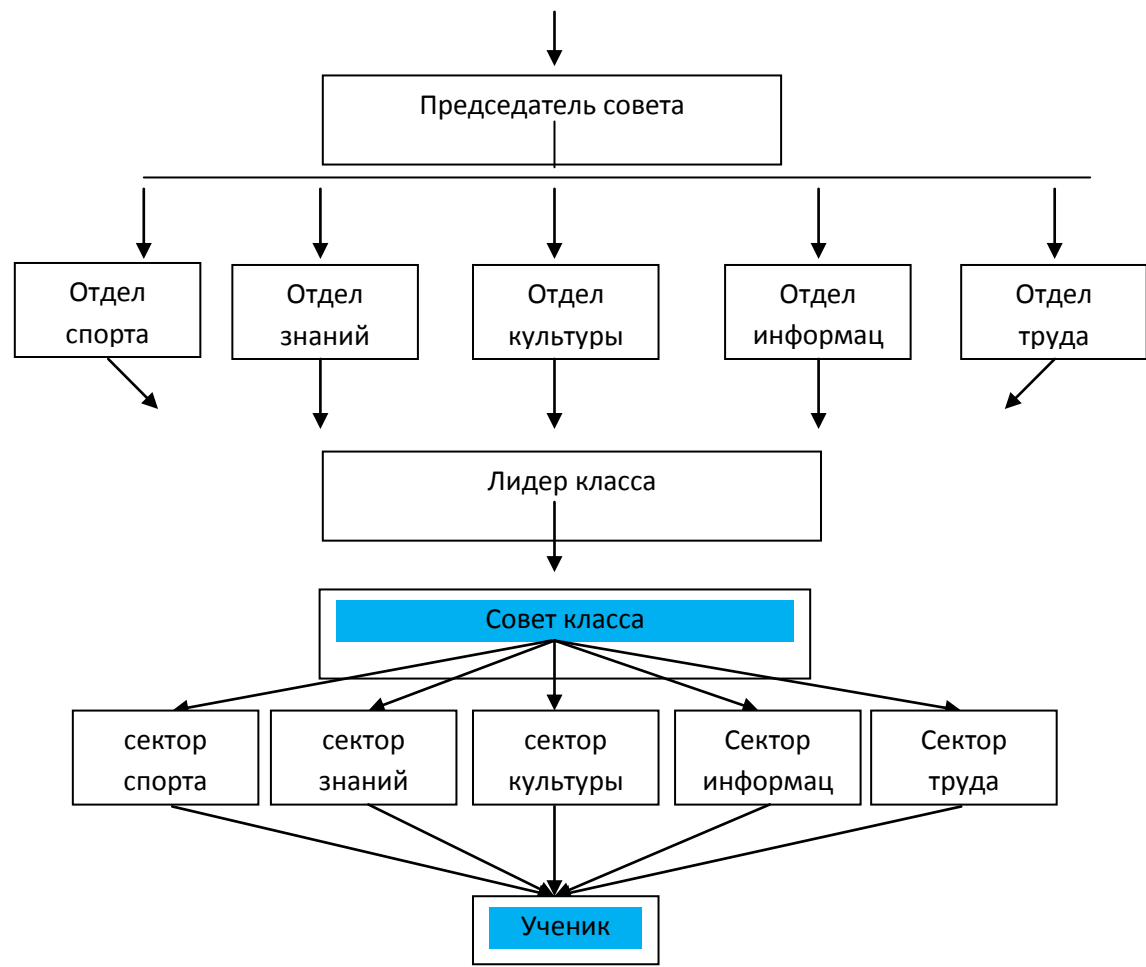 Председатель совета
Отдел
спорта
Отдел
знаний
Отдел
культуры
Отдел
информац
Отдел
труда
Лидер класса
Совет класса
сектор
спорта
сектор
знаний
сектор
культуры
Сектор
информац
Сектор
труда
Ученик